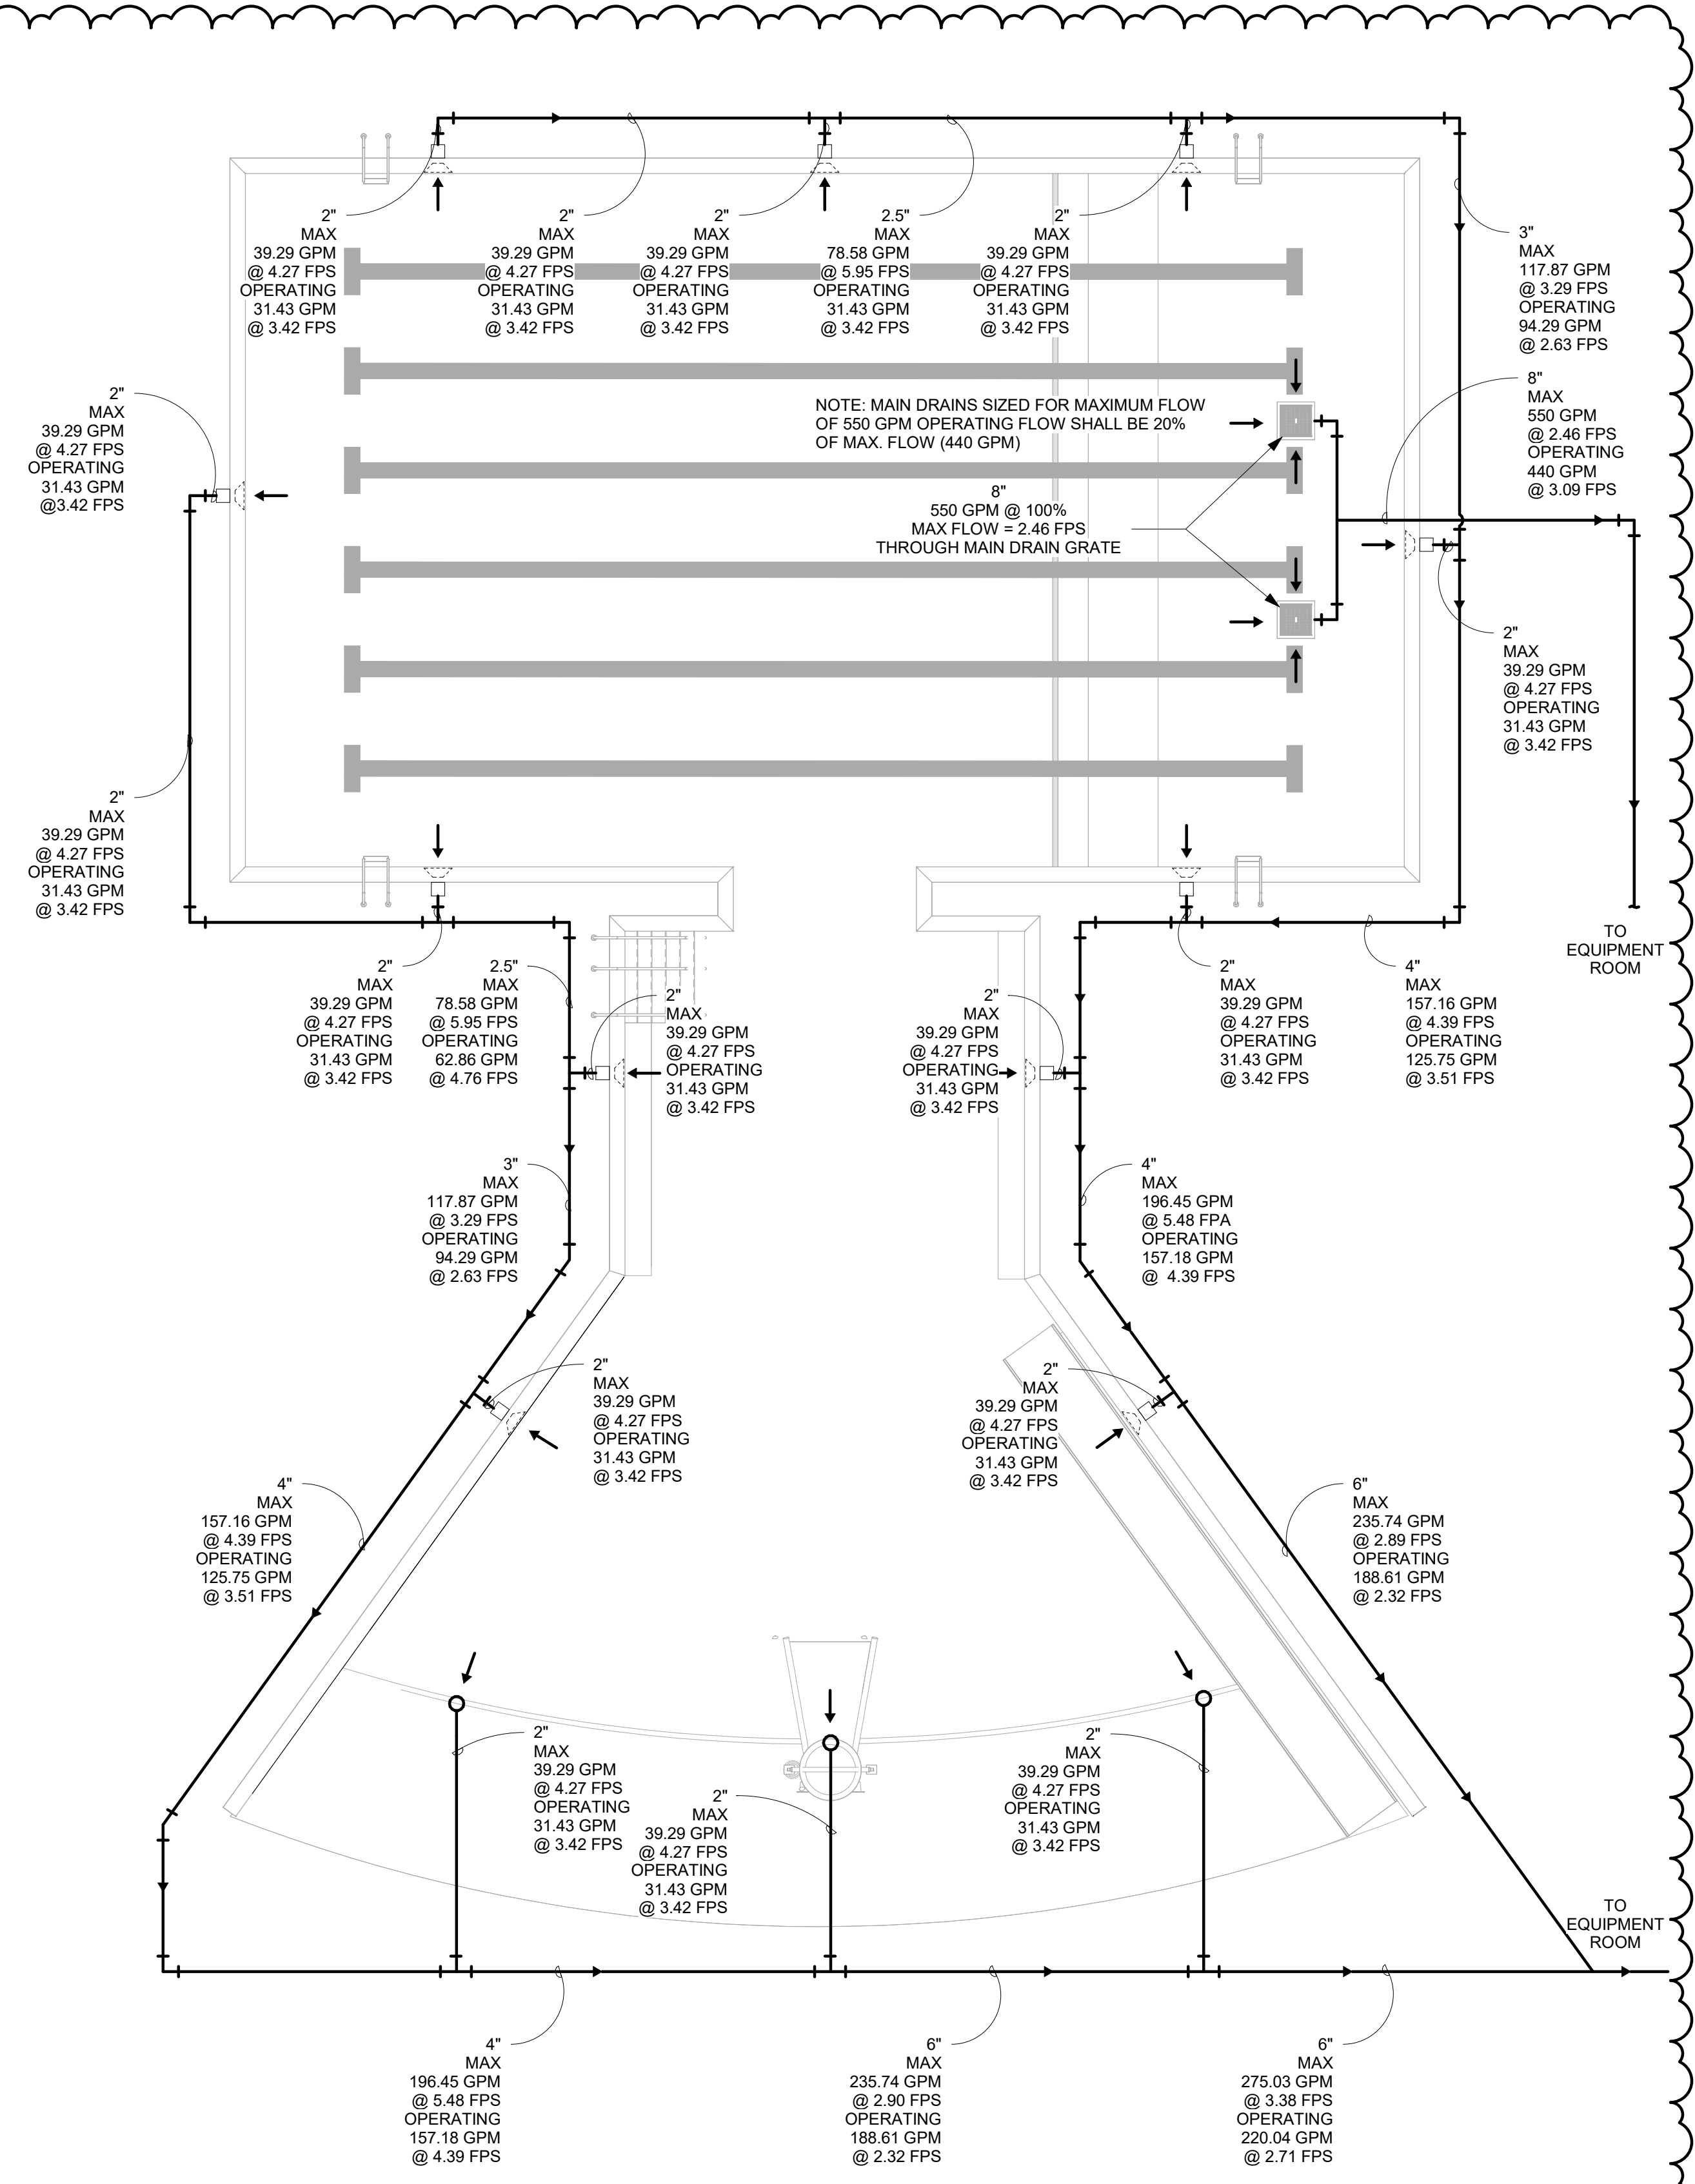 2"
MAX
39.29 GPM
@ 4.27 FPS
OPERATING
31.43 GPM
@ 3.42 FPS
2"
MAX
39.29 GPM
@ 4.27 FPS
OPERATING
31.43 GPM
@ 3.42 FPS
2"
MAX
39.29 GPM
@ 4.27 FPS
OPERATING
31.43 GPM
@ 3.42 FPS
2.5"
MAX
78.58 GPM
@ 5.95 FPS
OPERATING
31.43 GPM
@ 3.42 FPS
2"
MAX
39.29 GPM
@ 4.27 FPS
OPERATING
31.43 GPM
@ 3.42 FPS
3"
MAX
117.87 GPM
@ 3.29 FPS
OPERATING
94.29 GPM
@ 2.63 FPS
2"
MAX
39.29 GPM
@ 4.27 FPS
OPERATING
31.43 GPM
@3.42 FPS
NOTE: MAIN DRAINS SIZED FOR MAXIMUM FLOW
OF 550 GPM OPERATING FLOW SHALL BE 20%
OF MAX. FLOW (440 GPM)
8"
MAX
550 GPM
@ 2.46 FPS
OPERATING
440 GPM
@ 3.09 FPS
8"
550 GPM @ 100%
MAX FLOW = 2.46 FPS
THROUGH MAIN DRAIN GRATE
2"
MAX
39.29 GPM
@ 4.27 FPS
OPERATING
31.43 GPM
@ 3.42 FPS
2"
MAX
39.29 GPM
@ 4.27 FPS
OPERATING
31.43 GPM
@ 3.42 FPS
TO
EQUIPMENT
ROOM
2"
MAX
39.29 GPM
@ 4.27 FPS
OPERATING
31.43 GPM
@ 3.42 FPS
2.5"
MAX
78.58 GPM
@ 5.95 FPS
OPERATING
62.86 GPM
@ 4.76 FPS
2"
MAX
39.29 GPM
@ 4.27 FPS
OPERATING
31.43 GPM
@ 3.42 FPS
2"
MAX
39.29 GPM
@ 4.27 FPS
OPERATING
31.43 GPM
@ 3.42 FPS
2"
MAX
39.29 GPM
@ 4.27 FPS
OPERATING
31.43 GPM
@ 3.42 FPS
4"
MAX
157.16 GPM
@ 4.39 FPS
OPERATING
125.75 GPM
@ 3.51 FPS
3"
MAX
117.87 GPM
@ 3.29 FPS
OPERATING
94.29 GPM
@ 2.63 FPS
4"
MAX
196.45 GPM
@ 5.48 FPA
OPERATING
157.18 GPM
@ 4.39 FPS
2"
MAX
39.29 GPM
@ 4.27 FPS
OPERATING
31.43 GPM
@ 3.42 FPS
2"
MAX
39.29 GPM
@ 4.27 FPS
OPERATING
31.43 GPM
@ 3.42 FPS
4"
MAX
157.16 GPM
@ 4.39 FPS
OPERATING
125.75 GPM
@ 3.51 FPS
6"
MAX
235.74 GPM
@ 2.89 FPS
OPERATING
188.61 GPM
@ 2.32 FPS
2"
MAX
39.29 GPM
@ 4.27 FPS
OPERATING
31.43 GPM
@ 3.42 FPS
2"
MAX
39.29 GPM
@ 4.27 FPS
OPERATING
31.43 GPM
@ 3.42 FPS
2"
MAX
39.29 GPM
@ 4.27 FPS
OPERATING
31.43 GPM
@ 3.42 FPS
TO
EQUIPMENT
ROOM
4"
MAX
196.45 GPM
@ 5.48 FPS
OPERATING
157.18 GPM
@ 4.39 FPS
6"
MAX
235.74 GPM
@ 2.90 FPS
OPERATING
188.61 GPM
@ 2.32 FPS
6"
MAX
275.03 GPM
@ 3.38 FPS
OPERATING
220.04 GPM
@ 2.71 FPS